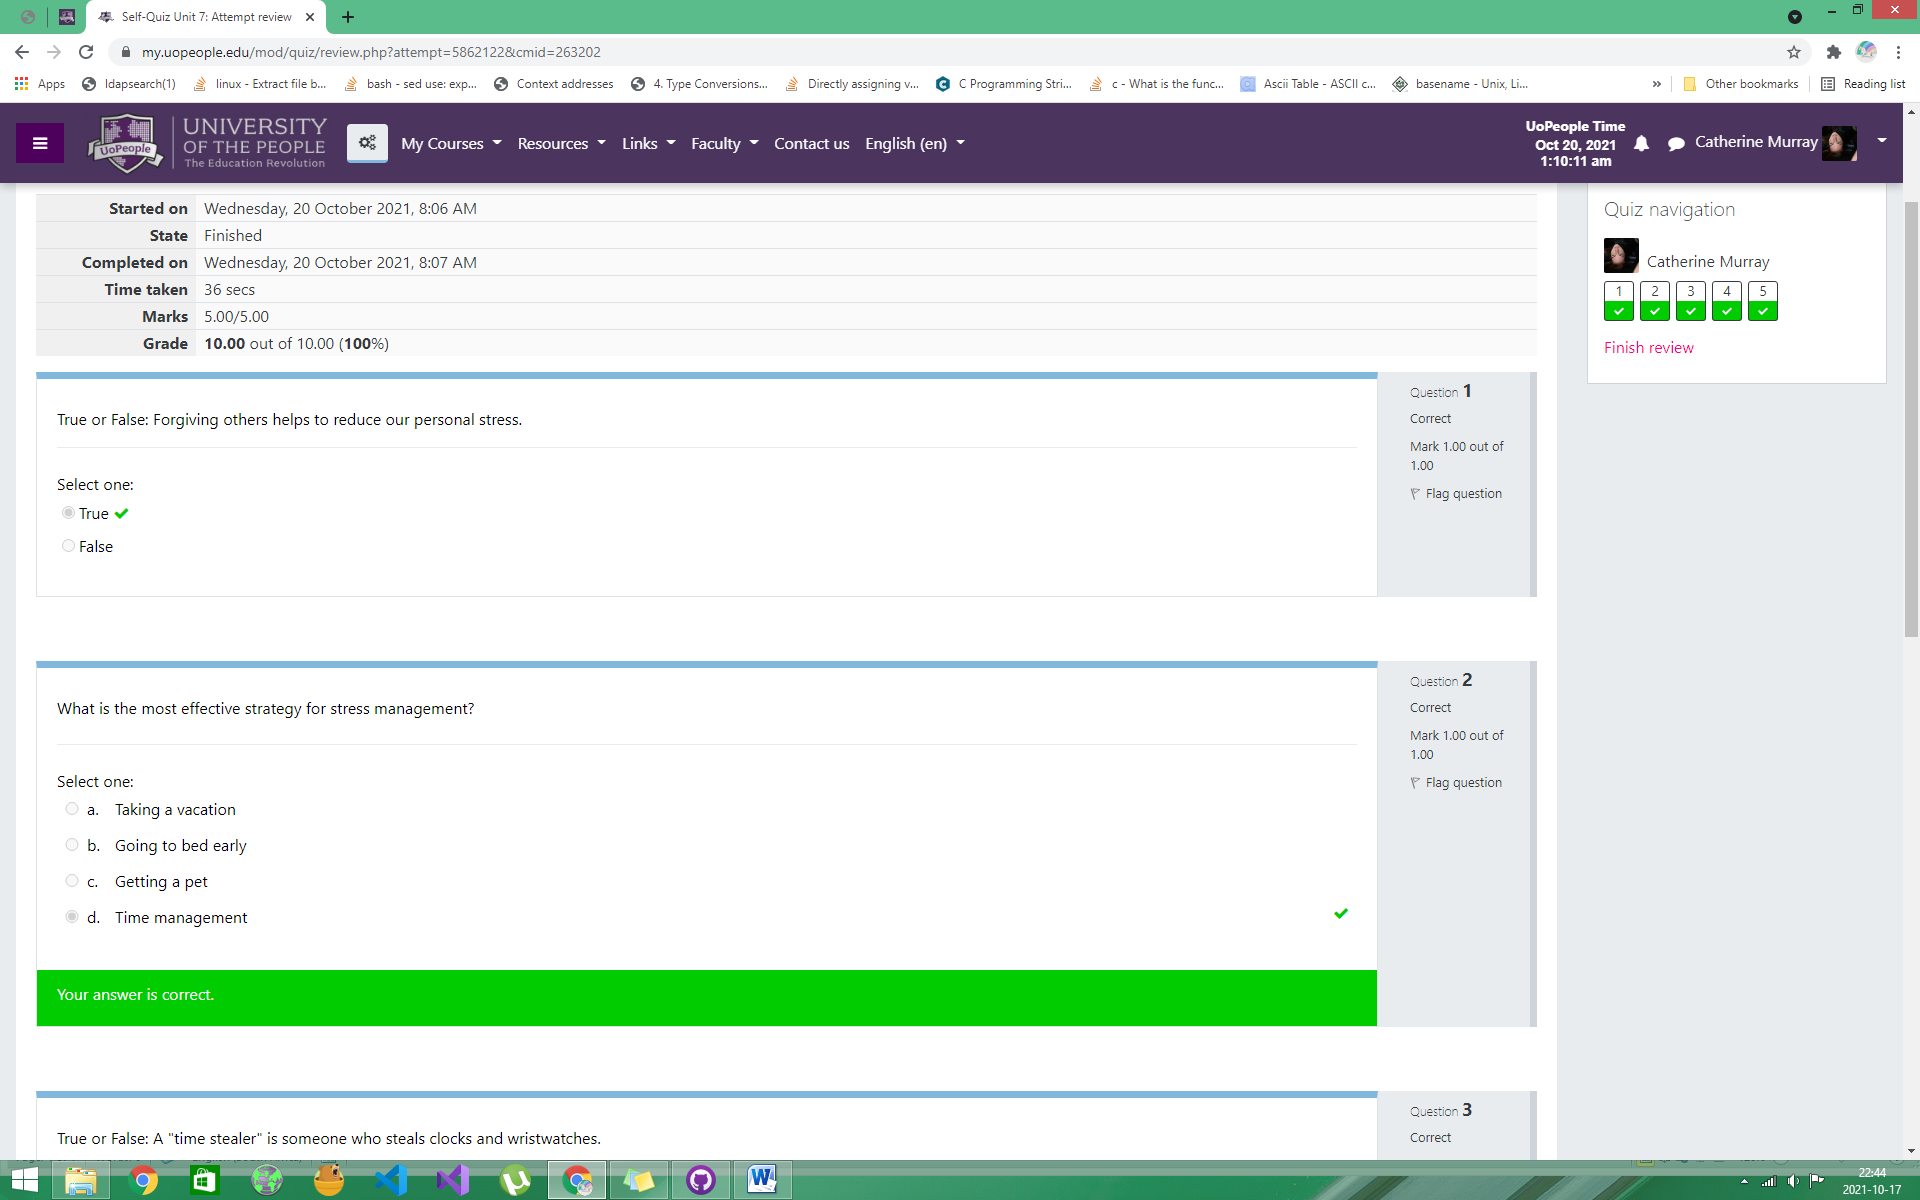 Self-Quiz Unit 7: Attempt review
my.uopeople.edu/mod/quiz/review.php?attempt=5862122&cmid=263202
Apps
ldapsearch(1)
linux - Extract file b...
bash - sed use: exp...
Context addresses
4. Type Conversions...
Directly assigning v...
C Programming Stri...
c - What is the func...
Ascii Table - ASCII c...
basename - Unix, Li...
»
Other bookmarks
Reading list
UoPeople
UNIVERSITY
OF THE PEOPLE
The Education Revolution
My Courses
Resources
Links
Faculty
Contact us
English (en)
UoPeople Time
Oct 20, 2021
1:10:11 am
Catherine Murray
Started on Wednesday, 20 October 2021, 8:06 AM
State Finished
Completed on Wednesday, 20 October 2021, 8:07 AM
Time taken 36 secs
Marks 5.00/5.00
Grade 10.00 out of 10.00 (100%)
Quiz navigation
Catherine Murray
1 2 3 4 5
Finish review
True or False: Forgiving others helps to reduce our personal stress.
Select one:
True
False
Question 1
Correct
Mark 1.00 out of
1.00
Flag question
What is the most effective strategy for stress management?
Select one:
a. Taking a vacation
b. Going to bed early
c. Getting a pet
d. Time management
Your answer is correct.
Question 2
Correct
Mark 1.00 out of
1.00
Flag question
True or False: A "time stealer" is someone who steals clocks and wristwatches.
Question 3
Correct
22:44
2021-10-17